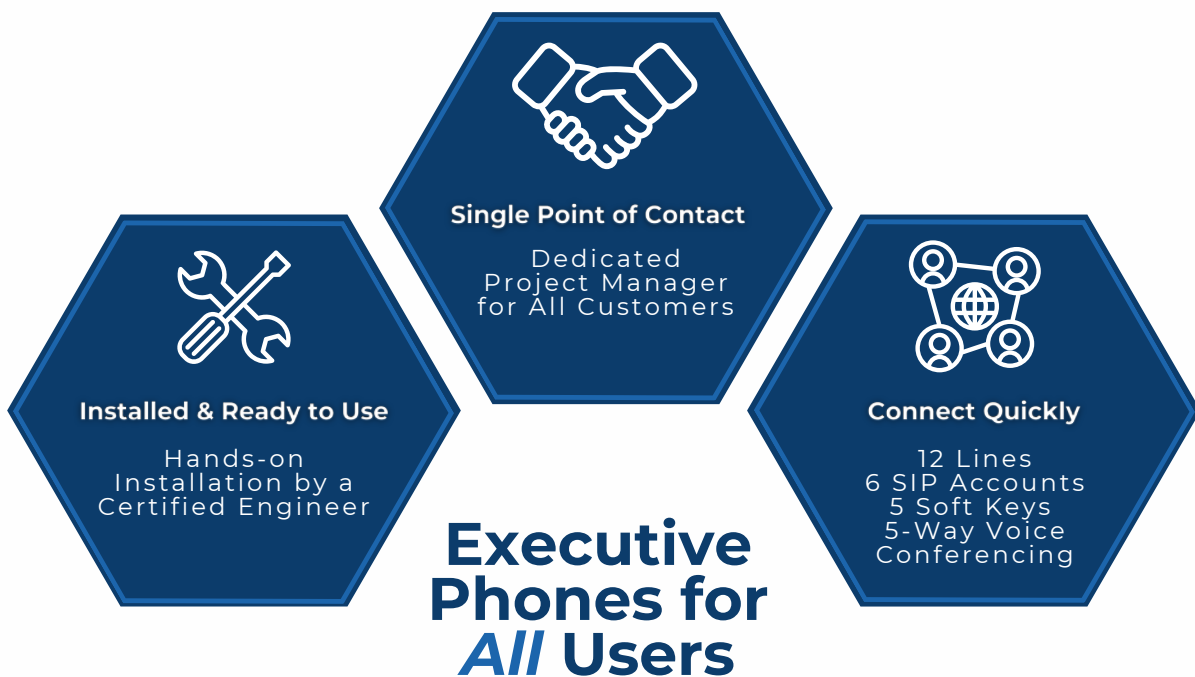 Single Point of Contact
Dedicated
Project Manager
for All Customers
Installed & Ready to Use
Hands-on
Installation by a
Certified Engineer
Connect Quickly
12 Lines
6 SIP Accounts
5 Soft Keys
5-Way Voice
Conferencing
Executive
Phones for
All Users